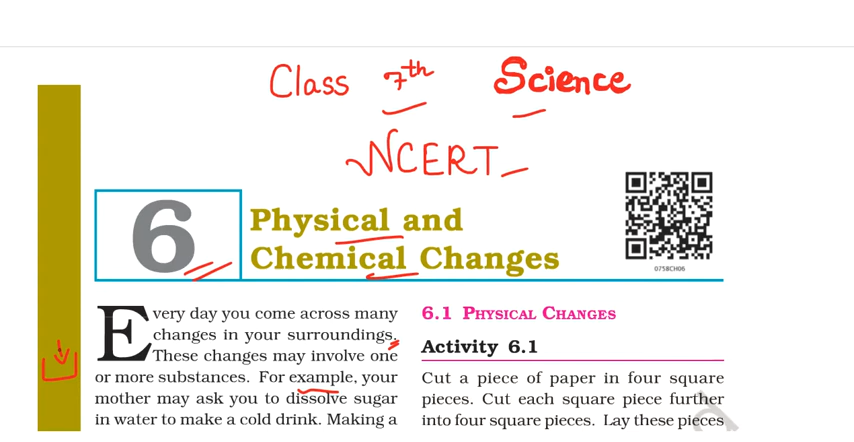 Class 7th Science
NCERT
6
Physical and
Chemical Changes
0758CH06
Every day you come across many
changes in your surroundings.
These changes may involve one
or more substances. For example, your
mother may ask you to dissolve sugar
in water to make a cold drink. Making a
6.1 PHYSICAL CHANGES
Activity 6.1
Cut a piece of paper in four square
pieces. Cut each square piece further
into four square pieces. Lay these pieces